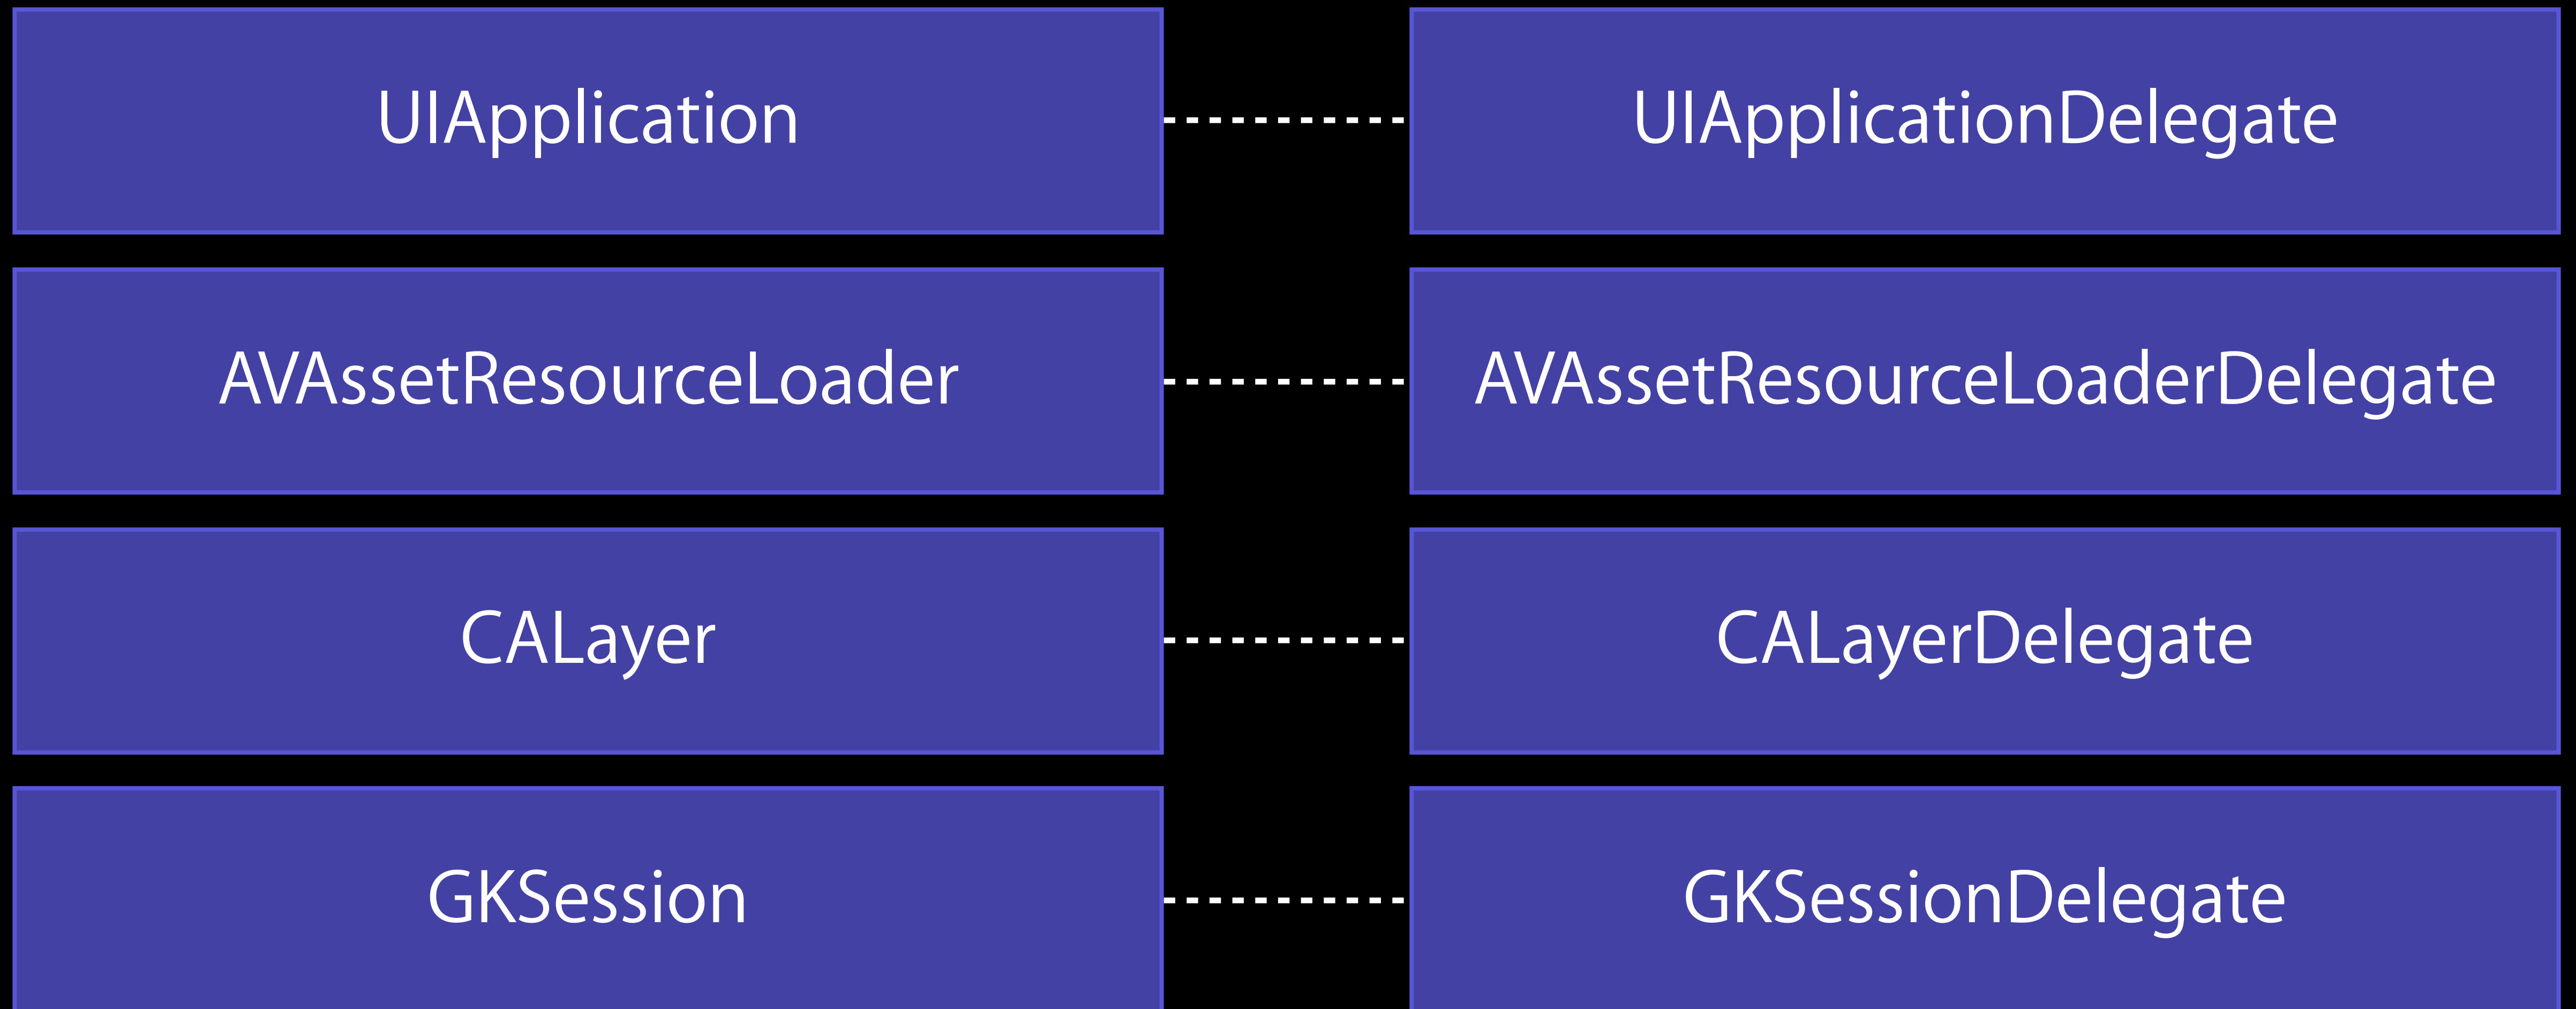 UIApplication
UIApplicationDelegate
AVAssetResourceLoader
AVAssetResourceLoaderDelegate
CALayer
CALayerDelegate
GKSession
GKSessionDelegate